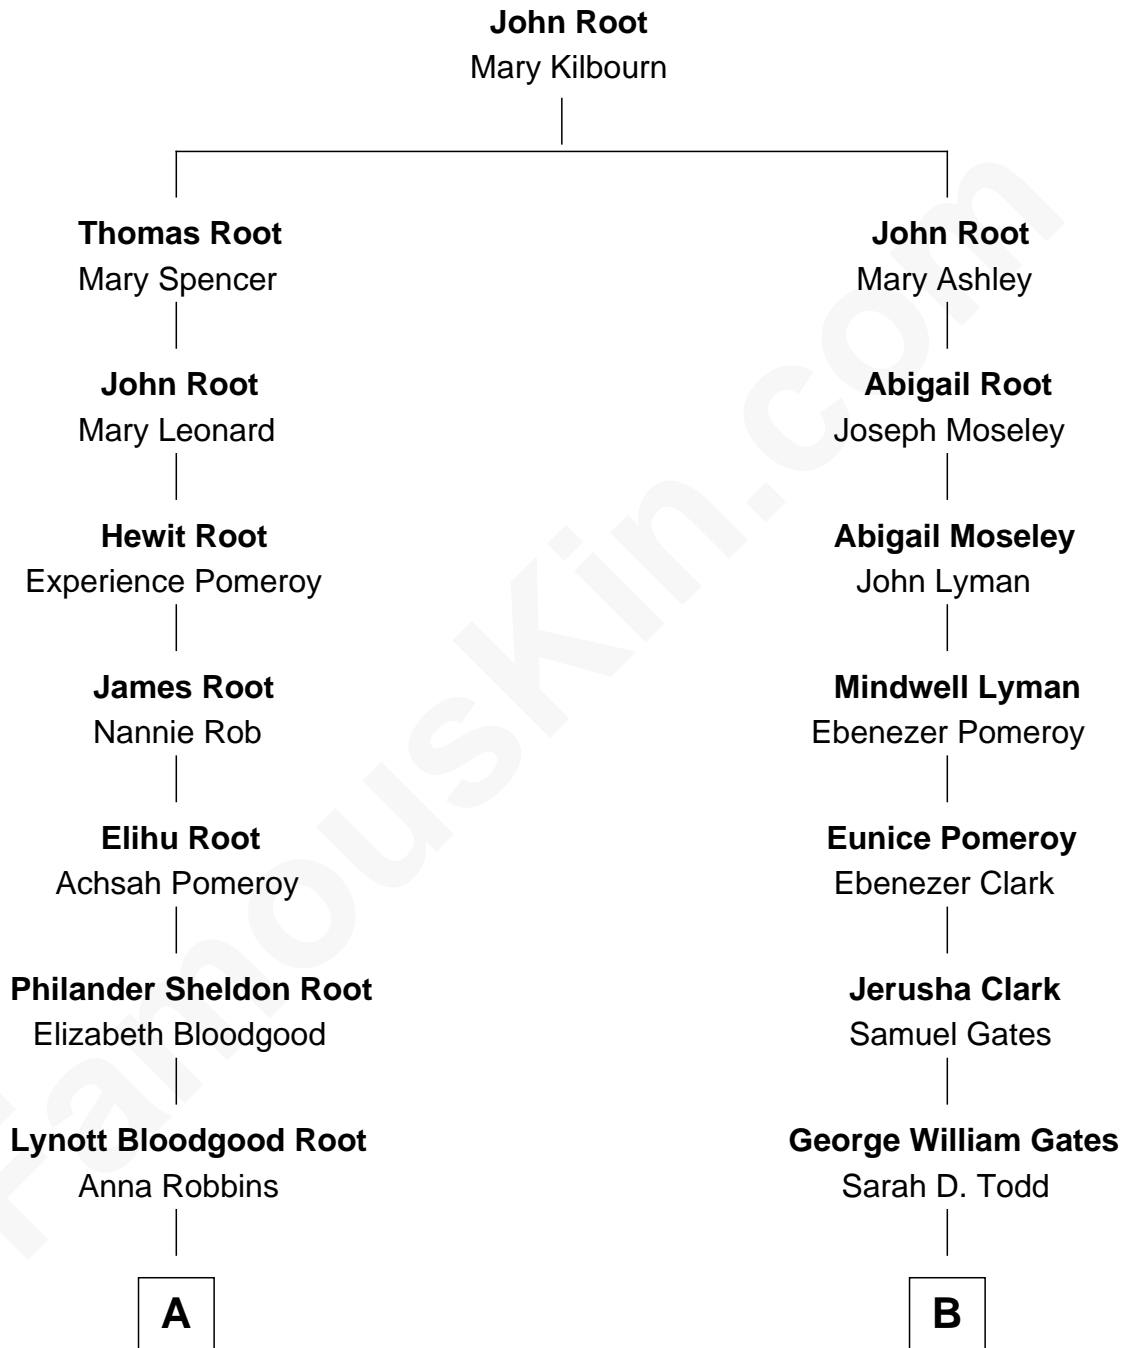 John Root
Mary Kilbourn
Thomas Root
Mary Spencer
John Root
Mary Ashley
John Root
Mary Leonard
Abigail Root
Joseph Moseley
Hewit Root
Experience Pomeroy
Abigail Moseley
John Lyman
James Root
Nannie Rob
Mindwell Lyman
Ebenezer Pomeroy
Elihu Root
Achsah Pomeroy
Eunice Pomeroy
Ebenezer Clark
Philander Sheldon Root
Elizabeth Bloodgood
Jerusha Clark
Samuel Gates
Lynott Bloodgood Root
Anna Robbins
George William Gates
Sarah D. Todd
A
B
FamousKin.com